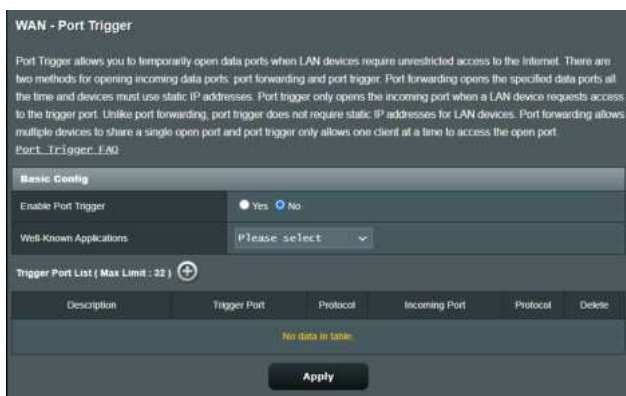 WAN - Port Trigger
Port Trigger allows you to temporarily open data ports when LAN devices require unrestricted access to the Internet. There are
two methods for opening incoming data ports: port forwarding and port trigger. Port forwarding opens the specified data ports all
the time and devices must use static IP addresses. Port trigger only opens the incoming port when a LAN device requests access
to the trigger port. Unlike port forwarding, port trigger does not require static IP addresses for LAN devices. Port forwarding allows
multiple devices to share a single open port and port trigger only allows one client at a time to access the open port.
Port Trigger FAQ
Basic Config
Enable Port Trigger Yes No
Well-Known Applications Please select
Trigger Port List ( Max Limit : 32 )
Description Trigger Port Protocol Incoming Port Protocol Delete
No data in table.
Apply